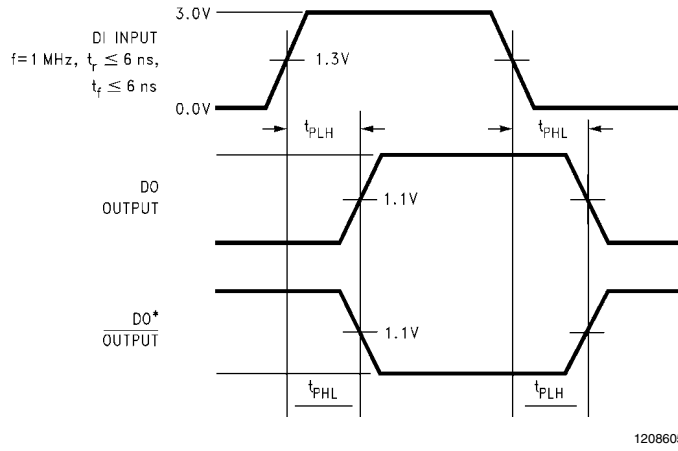 3.0V
DI INPUT
f=1 MHz, tr ≤ 6 ns,
tf ≤ 6 ns
1.3V
0.0V
tPLH
tPHL
DO
OUTPUT
1.1V
DO*
OUTPUT
1.1V
tPHL
tPLH
1208605